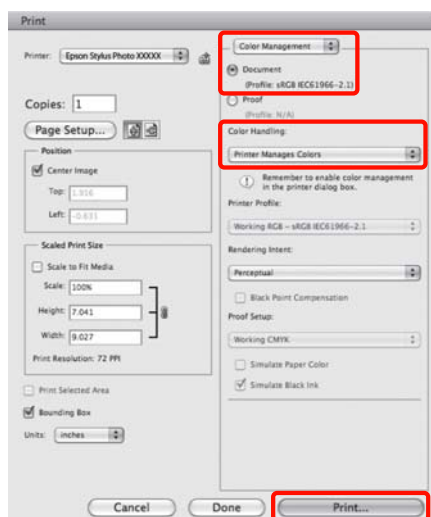 Print
Printer: Epson Stylus Photo XXXXX
Copies: 1
Page Setup...
Position
Center Image
Top: 1.916
Left: -0.631
Scaled Print Size
Scale to Fit Media
Scale: 100%
Height: 7.041
Width: 9.027
Print Resolution: 72 PPI
Print Selected Area
Bounding Box
Units: inches
Color Management
Document
(Profile: sRGB IEC61966-2.1)
Proof
(Profile: N/A)
Color Handling:
Printer Manages Colors
Remember to enable color management
in the printer dialog box.
Printer Profile:
Working RGB - sRGB IEC61966-2.1
Rendering Intent:
Perceptual
Black Point Compensation
Proof Setup:
Working CMYK
Simulate Paper Color
Simulate Black Ink
Cancel
Done
Print...